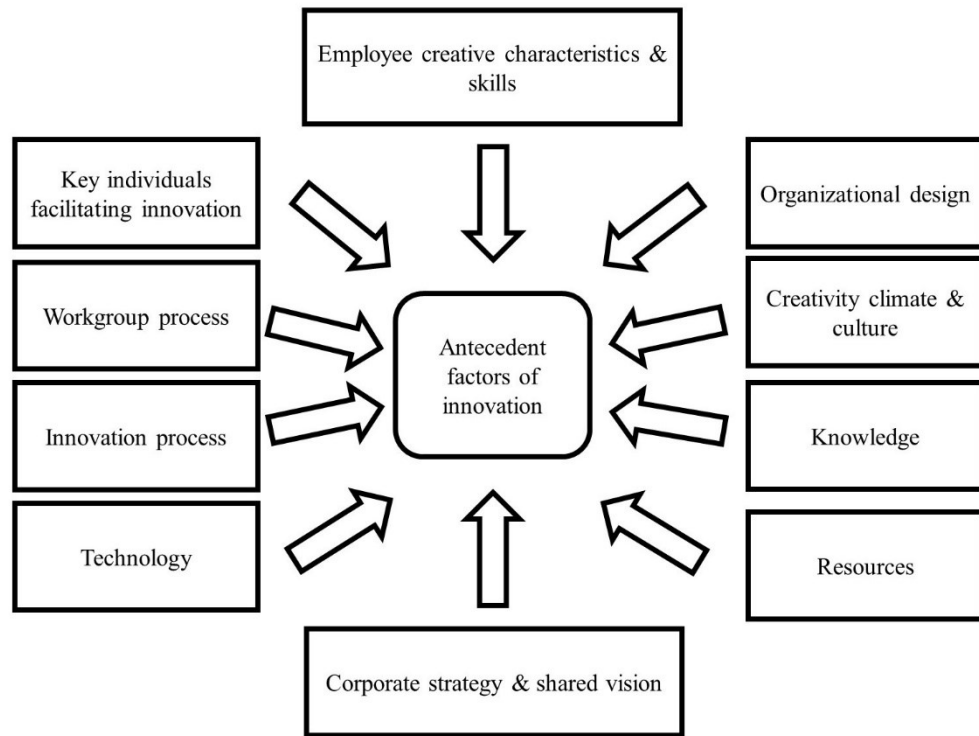 Employee creative characteristics &
skills
Key individuals
facilitating innovation
Organizational design
Workgroup process
Creativity climate &
culture
Antecedent
factors of
innovation
Innovation process
Knowledge
Technology
Resources
Corporate strategy & shared vision